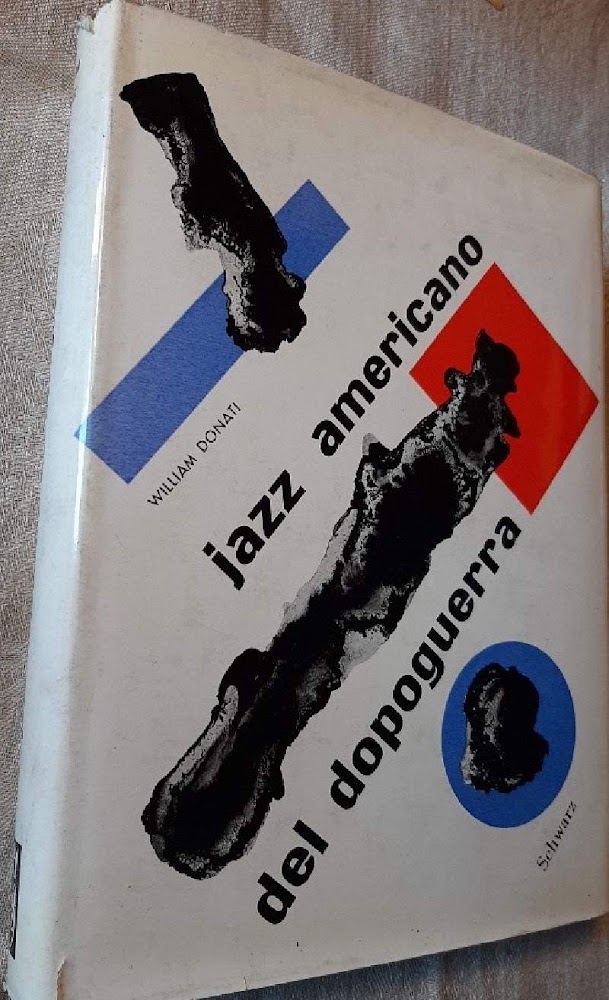 WILLIAM DONATI
jazz americano
del dopoguerra
Schwarz